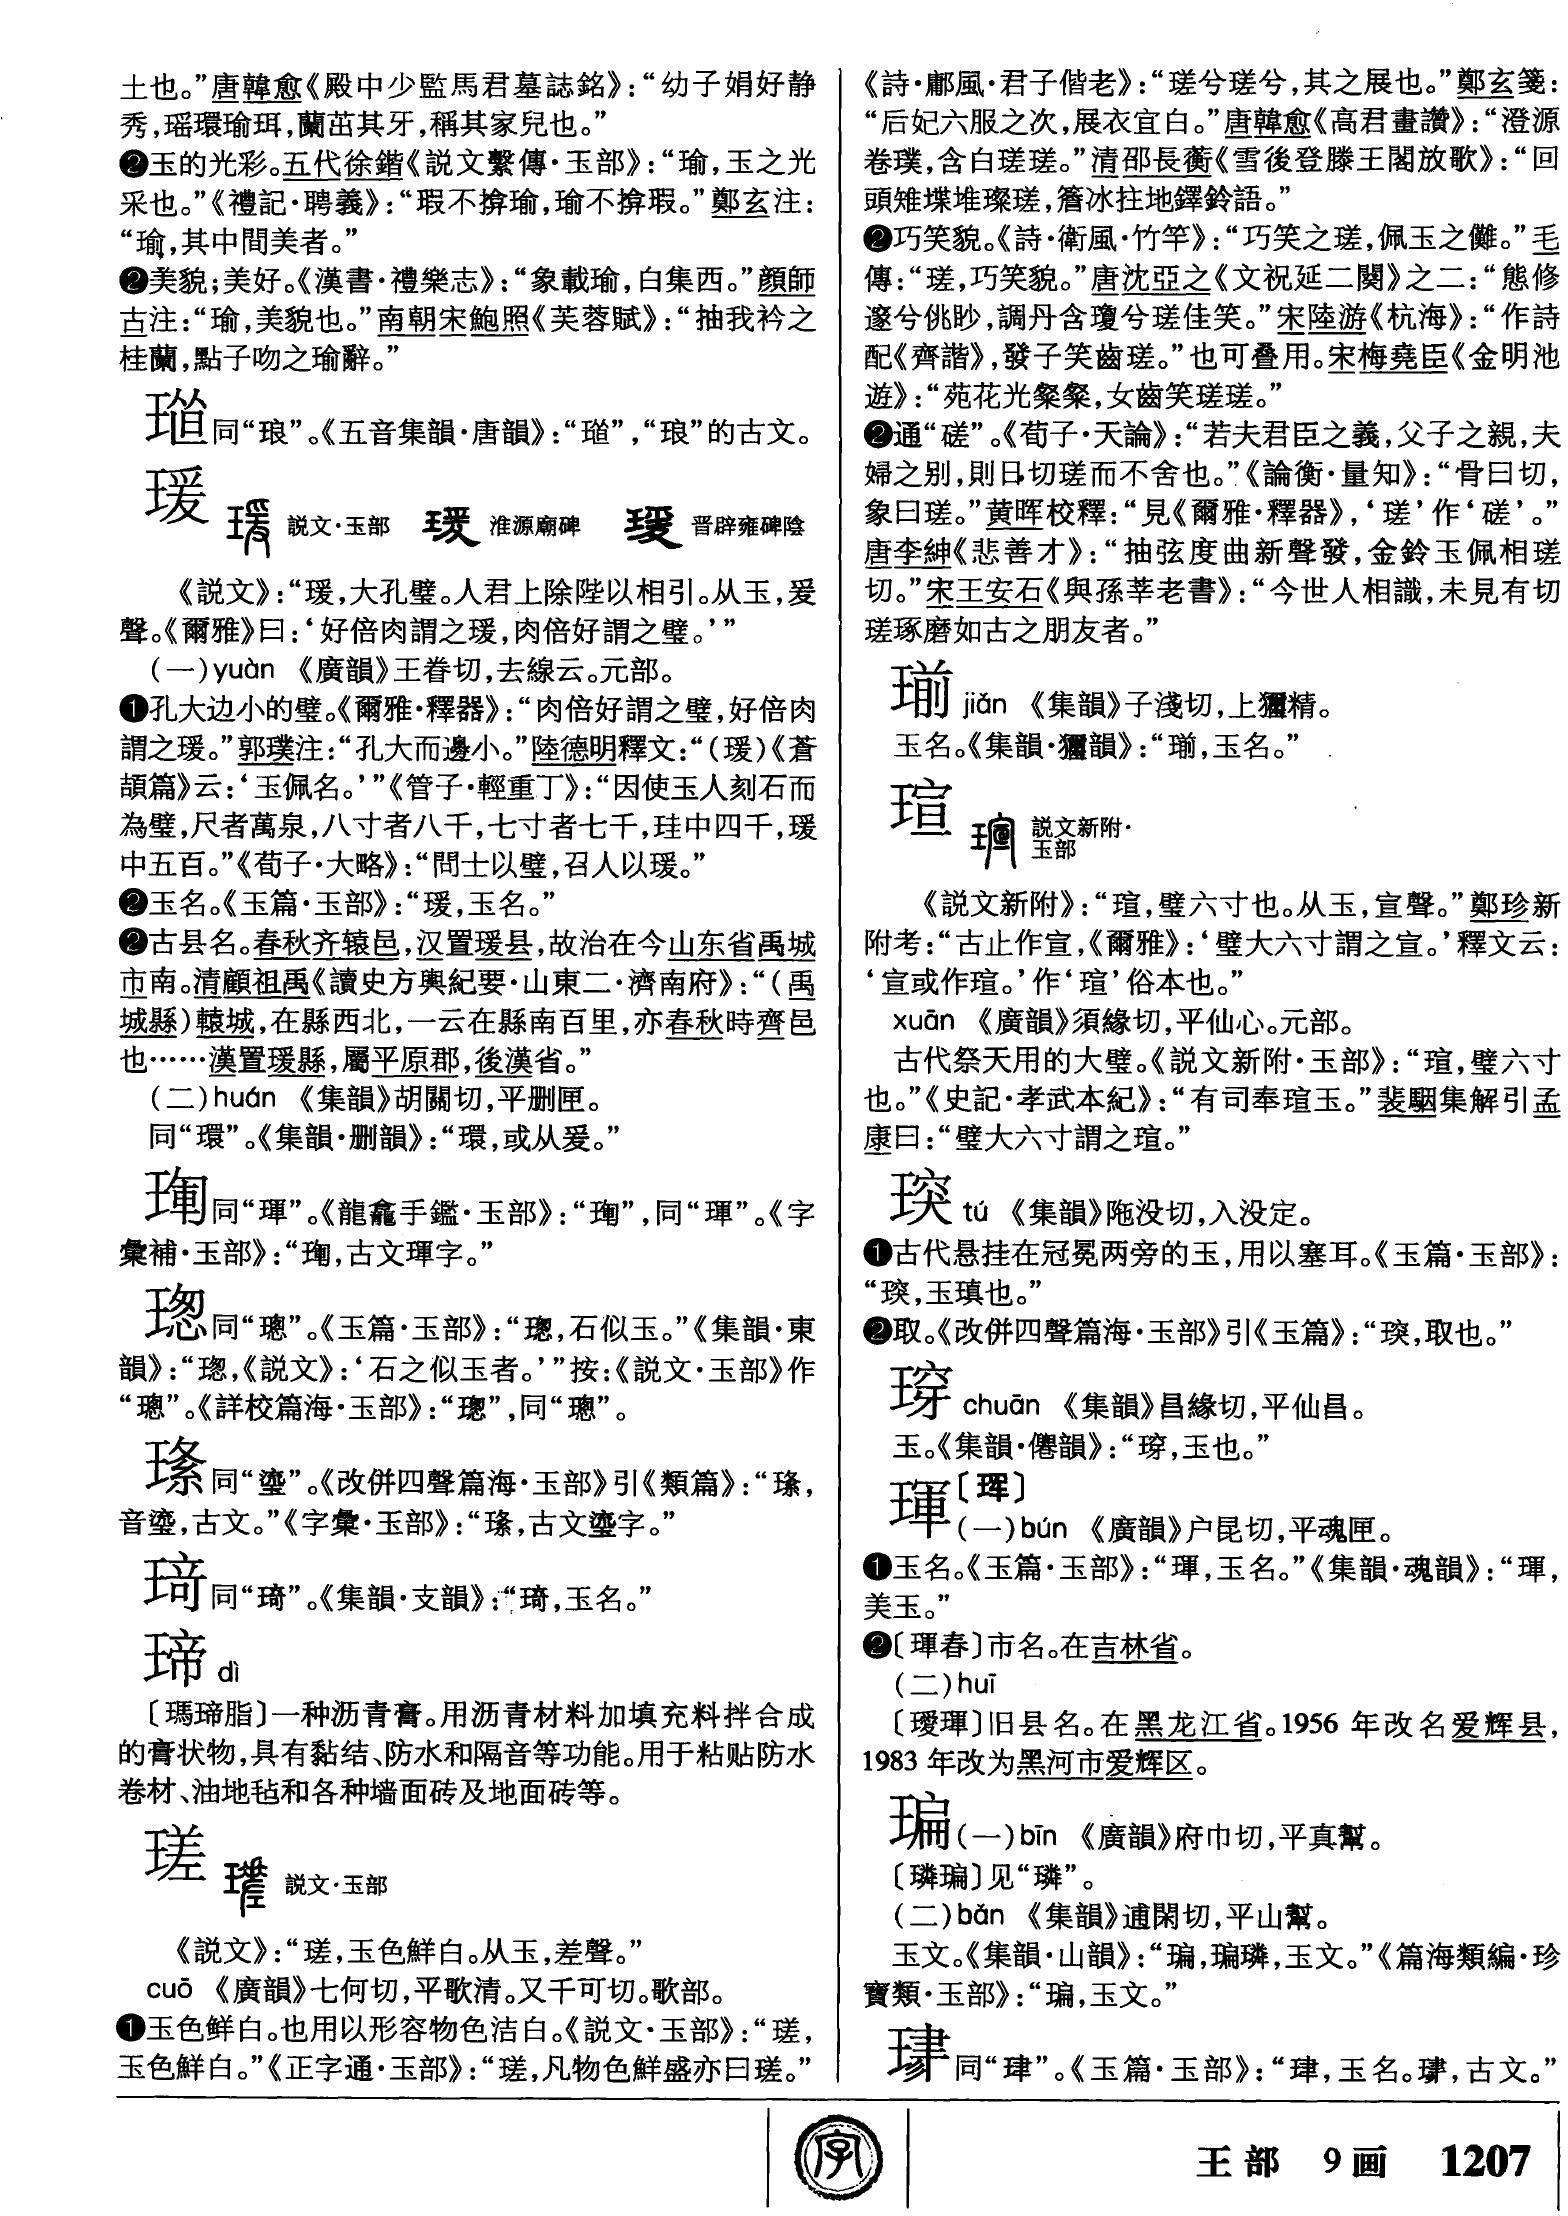 土也。”唐韓愈《殿中少監馬君墓誌銘》：“幼子娟好静
秀，瑶環瑜珥，蘭茁其牙，稱其家兒也。”
❷玉的光彩。五代徐鍇《説文繫傳·玉部》：“瑜，玉之光
采也。”《禮記·聘義》：“瑕不揜瑜，瑜不揜瑕。”鄭玄注：
“瑜，其中間美者。”
❷美貌；美好。《漢書·禮樂志》：“象載瑜，白集西。”顔師
古注：“瑜，美貌也。”南朝宋鮑照《芙蓉賦》：“抽我衿之
桂蘭，點子吻之瑜辭。”
同“琅”。《五音集韻·唐韻》：“”，“琅”的古文。
瑗 説文·玉部 淮源廟碑 晋辟雍碑陰
《説文》：“瑗，大孔璧。人君上除陛以相引。从玉，爰
聲。《爾雅》曰：‘好倍肉謂之瑗，肉倍好謂之璧。’”
（一）yuàn 《廣韻》王眷切，去線云。元部。
❶孔大边小的璧。《爾雅·釋器》：“肉倍好謂之璧，好倍肉
謂之瑗。”郭璞注：“孔大而邊小。”陸德明釋文：“（瑗）《蒼
頡篇》云：‘玉佩名。’”《管子·輕重丁》：“因使玉人刻石而
為璧，尺者萬泉，八寸者八千，七寸者七千，珪中四千，瑗
中五百。”《荀子·大略》：“問士以璧，召人以瑗。”
❷玉名。《玉篇·玉部》：“瑗，玉名。”
❷古县名。春秋齐辕邑，汉置瑗县，故治在今山东省禹城
市南。清顧祖禹《讀史方輿紀要·山東二·濟南府》：“（禹
城縣）轅城，在縣西北，一云在縣南百里，亦春秋時齊邑
也……漢置瑗縣，屬平原郡，後漢省。”
（二）huán 《集韻》胡關切，平删匣。
同“環”。《集韻·删韻》：“環，或从爰。”
同“琿”。《龍龕手鑑·玉部》：“”，同“琿”。《字
彙補·玉部》：“，古文琿字。”
同“璁”。《玉篇·玉部》：“，石似玉。”《集韻·東
韻》：“，《説文》：‘石之似玉者。’”按：《説文·玉部》作
“璁”。《詳校篇海·玉部》：“”，同“璁”。
同“瑬”。《改併四聲篇海·玉部》引《類篇》：“，
音瑬，古文。”《字彙·玉部》：“，古文瑬字。”
同“琦”。《集韻·支韻》：“琦，玉名。”
㻛 dì
〔瑪㻛脂〕一种沥青膏。用沥青材料加填充料拌合成
的膏状物，具有黏结、防水和隔音等功能。用于粘贴防水
卷材、油地毡和各种墙面砖及地面砖等。
瑳 説文·玉部
《説文》：“瑳，玉色鮮白。从玉，差聲。”
cuō 《廣韻》七何切，平歌清。又千可切。歌部。
❶玉色鲜白。也用以形容物色洁白。《説文·玉部》：“瑳，
玉色鮮白。”《正字通·玉部》：“瑳，凡物色鮮盛亦曰瑳。”
《詩·鄘風·君子偕老》：“瑳兮瑳兮，其之展也。”鄭玄箋：
“后妃六服之次，展衣宜白。”唐韓愈《高君畫讚》：“澄源
卷璞，含白瑳瑳。”清邵長蘅《雪後登滕王閣放歌》：“回
頭雉堞堆璨瑳，簷冰拄地鐸鈴語。”
❷巧笑貌。《詩·衛風·竹竿》：“巧笑之瑳，佩玉之儺。”毛
傳：“瑳，巧笑貌。”唐沈亞之《文祝延二闋》之二：“態修
邃兮佻眇，調丹含瓊兮瑳佳笑。”宋陸游《杭海》：“作詩
配《齊諧》，發子笑齒瑳。”也可叠用。宋梅堯臣《金明池
遊》：“苑花光粲粲，女齒笑瑳瑳。”
❷通“磋”。《荀子·天論》：“若夫君臣之義，父子之親，夫
婦之别，則日切瑳而不舍也。”《論衡·量知》：“骨曰切，
象曰瑳。”黄晖校釋：“見《爾雅·釋器》，‘瑳’作‘磋’。”
唐李紳《悲善才》：“抽弦度曲新聲發，金鈴玉佩相瑳
切。”宋王安石《與孫莘老書》：“今世人相識，未見有切
瑳琢磨如古之朋友者。”
瑐 jiǎn 《集韻》子淺切，上獮精。
玉名。《集韻·獮韻》：“瑐，玉名。”
瑄 説文新附·
玉部
《説文新附》：“瑄，璧六寸也。从玉，宣聲。”鄭珍新
附考：“古止作宣，《爾雅》：‘璧大六寸謂之宣。’釋文云：
‘宣或作瑄。’作‘瑄’俗本也。”
xuān 《廣韻》須緣切，平仙心。元部。
古代祭天用的大璧。《説文新附·玉部》：“瑄，璧六寸
也。”《史記·孝武本紀》：“有司奉瑄玉。”裴駰集解引孟
康曰：“璧大六寸謂之瑄。”
㻠 tú 《集韻》陁没切，入没定。
❶古代悬挂在冠冕两旁的玉，用以塞耳。《玉篇·玉部》：
“㻠，玉瑱也。”
❷取。《改併四聲篇海·玉部》引《玉篇》：“㻠，取也。”
chuān 《集韻》昌緣切，平仙昌。
玉。《集韻·僊韻》：“，玉也。”
琿〔珲〕
（一）bún 《廣韻》户昆切，平魂匣。
❶玉名。《玉篇·玉部》：“琿，玉名。”《集韻·魂韻》：“琿，
美玉。”
❷〔琿春〕市名。在吉林省。
（二）huī
〔璦琿〕旧县名。在黑龙江省。1956 年改名爱辉县，
1983 年改为黑河市爱辉区。
㻞（一）bīn 《廣韻》府巾切，平真幫。
〔璘㻞〕见“璘”。
（二）bǎn 《集韻》逋閑切，平山幫。
玉文。《集韻·山韻》：“㻞，㻞璘，玉文。”《篇海類編·珍
寶類·玉部》：“㻞，玉文。”
同“㻖”。《玉篇·玉部》：“，玉名。，古文。”
王部 9画 1207
字